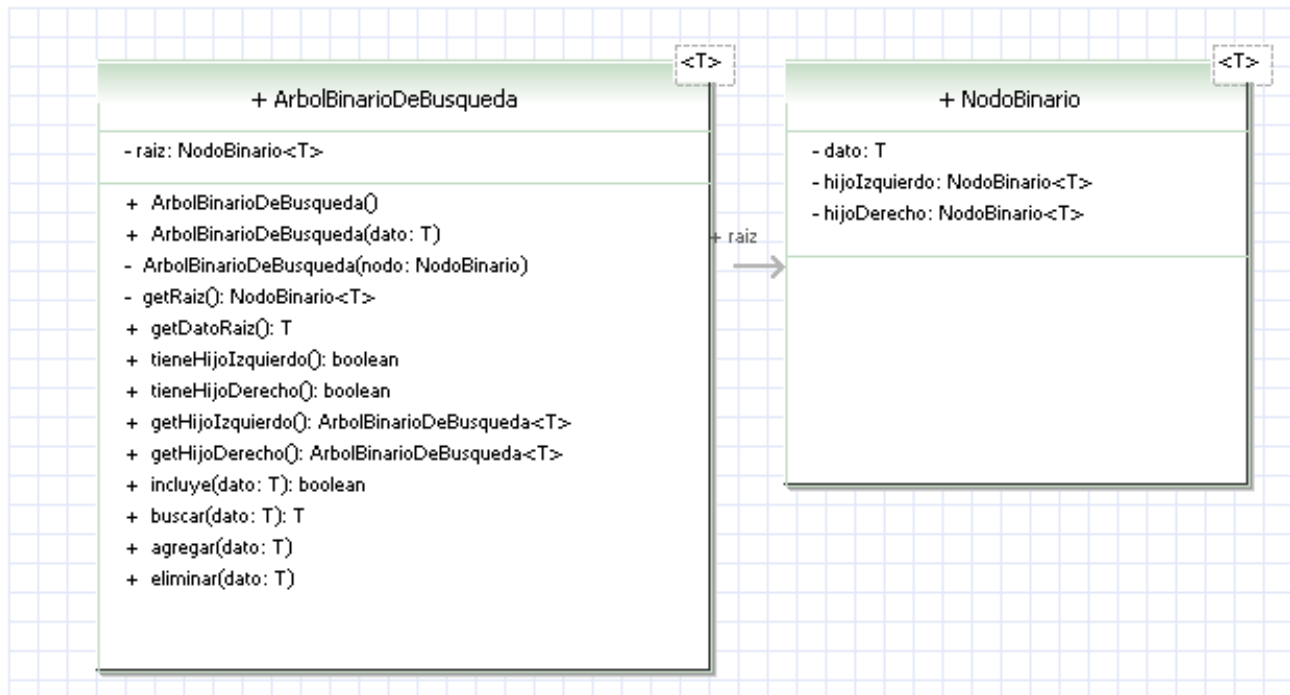 <T>
+ ArbolBinarioDeBusqueda
- raiz: NodoBinario<T>
+ ArbolBinarioDeBusqueda()
+ ArbolBinarioDeBusqueda(dato: T)
- ArbolBinarioDeBusqueda(nodo: NodoBinario)
- getRaiz(): NodoBinario<T>
+ getDatoRaiz(): T
+ tieneHijoIzquierdo(): boolean
+ tieneHijoDerecho(): boolean
+ getHijoIzquierdo(): ArbolBinarioDeBusqueda<T>
+ getHijoDerecho(): ArbolBinarioDeBusqueda<T>
+ incluye(dato: T): boolean
+ buscar(dato: T): T
+ agregar(dato: T)
+ eliminar(dato: T)
+ raiz
<T>
+ NodoBinario
- dato: T
- hijoIzquierdo: NodoBinario<T>
- hijoDerecho: NodoBinario<T>